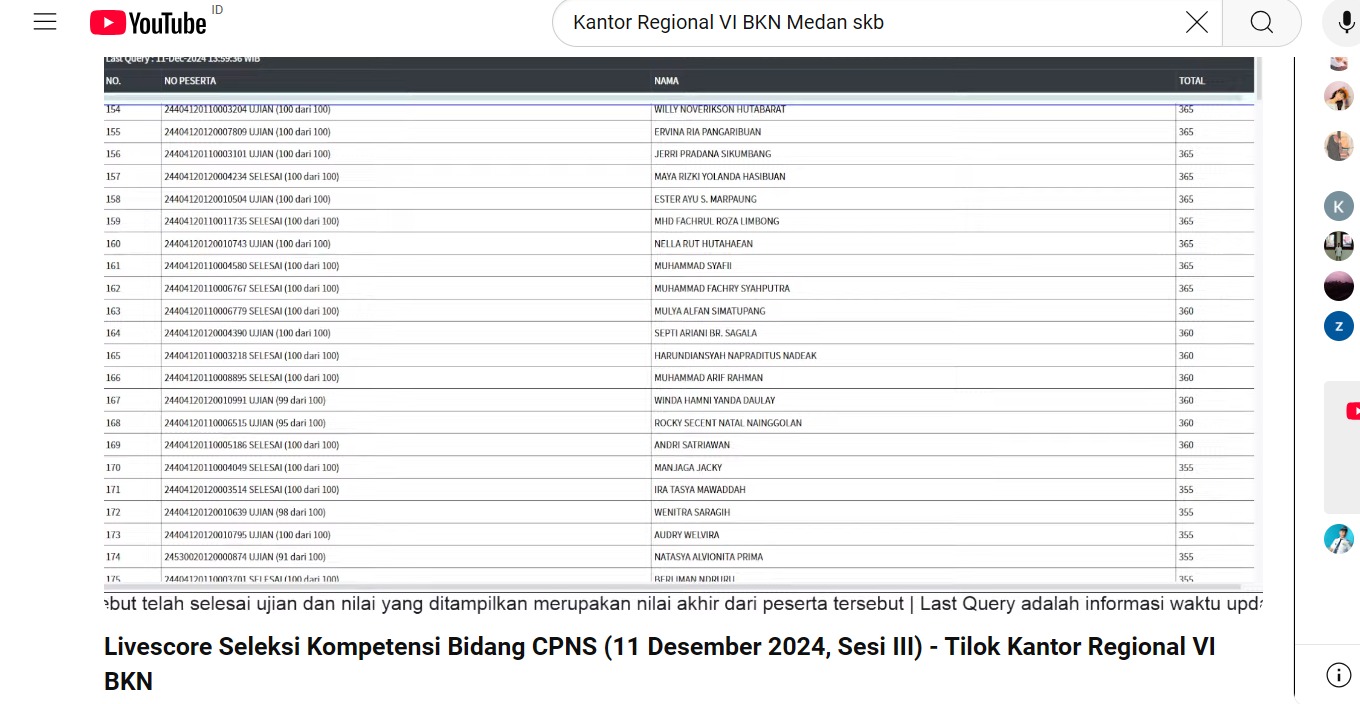 YouTube ID
Kantor Regional VI BKN Medan skb
Last Query : 11-Dec-2024 13:59:36 WIB
NO. NO PESERTA NAMA TOTAL
154 24404120110003204 UJIAN (100 dari 100) WILLY NOVERIKSON HUTABARAT 365
155 24404120120007809 UJIAN (100 dari 100) ERVINA RIA PANGARIBUAN 365
156 24404120110003101 UJIAN (100 dari 100) JERRI PRADANA SIKUMBANG 365
157 24404120120004234 SELESAI (100 dari 100) MAYA RIZKI YOLANDA HASIBUAN 365
158 24404120120010504 UJIAN (100 dari 100) ESTER AYU S. MARPAUNG 365
159 24404120110011735 SELESAI (100 dari 100) MHD FACHRUL ROZA LIMBONG 365
160 24404120120010743 UJIAN (100 dari 100) NELLA RUT HUTAHAEAN 365
161 24404120110004580 SELESAI (100 dari 100) MUHAMMAD SYAFII 365
162 24404120110006767 SELESAI (100 dari 100) MUHAMMAD FACHRY SYAHPUTRA 365
163 24404120110006779 SELESAI (100 dari 100) MULYA ALFAN SIMATUPANG 360
164 24404120120004390 UJIAN (100 dari 100) SEPTI ARIANI BR. SAGALA 360
165 24404120110003218 SELESAI (100 dari 100) HARUNDIANSYAH NAPRADITUS NADEAK 360
166 24404120110008895 SELESAI (100 dari 100) MUHAMMAD ARIF RAHMAN 360
167 24404120120010991 UJIAN (99 dari 100) WINDA HAMNI YANDA DAULAY 360
168 24404120110006515 UJIAN (95 dari 100) ROCKY SECENT NATAL NAINGGOLAN 360
169 24404120110005186 SELESAI (100 dari 100) ANDRI SATRIAWAN 360
170 24404120110004049 SELESAI (100 dari 100) MANJAGA JACKY 355
171 24404120120003514 SELESAI (100 dari 100) IRA TASYA MAWADDAH 355
172 24404120120010639 UJIAN (98 dari 100) WENITRA SARAGIH 355
173 24404120120010795 UJIAN (100 dari 100) AUDRY WELVIRA 355
174 24530020120000874 UJIAN (91 dari 100) NATASYA ALVIONITA PRIMA 355
175 24404120110003701 SELESAI (100 dari 100) BERLIMAN NDRURU 355
ebut telah selesai ujian dan nilai yang ditampilkan merupakan nilai akhir dari peserta tersebut | Last Query adalah informasi waktu upda
Livescore Seleksi Kompetensi Bidang CPNS (11 Desember 2024, Sesi III) - Tilok Kantor Regional VI
BKN
K
z